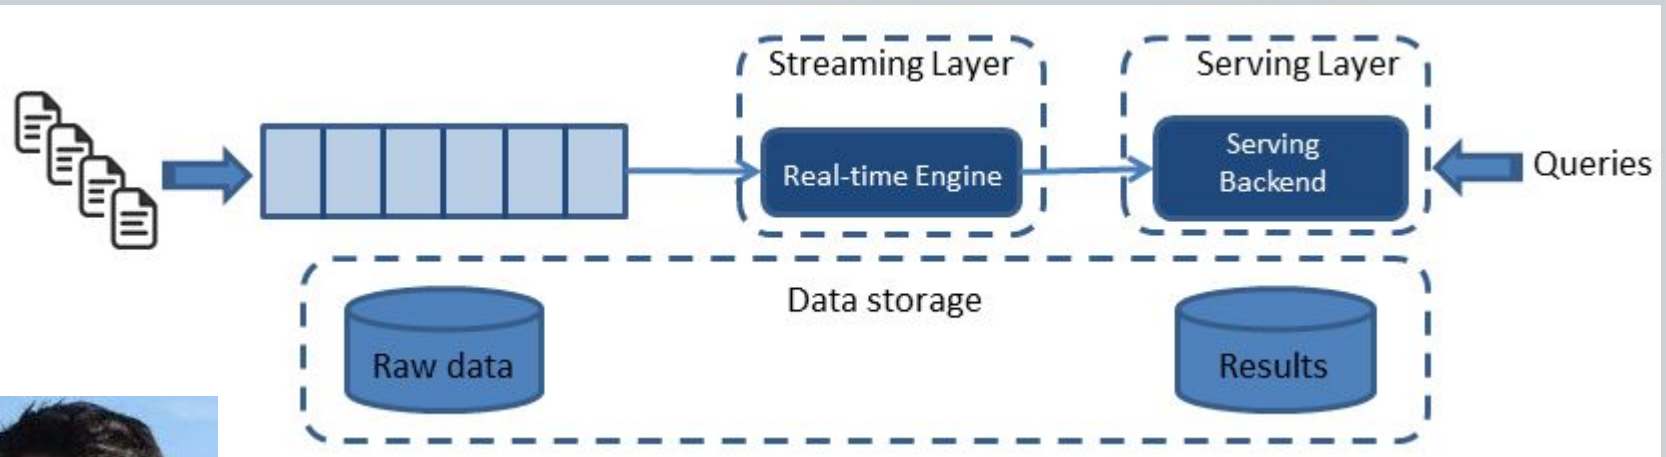 Streaming Layer
Serving Layer
Real-time Engine
Serving
Backend
Queries
Data storage
Raw data
Results